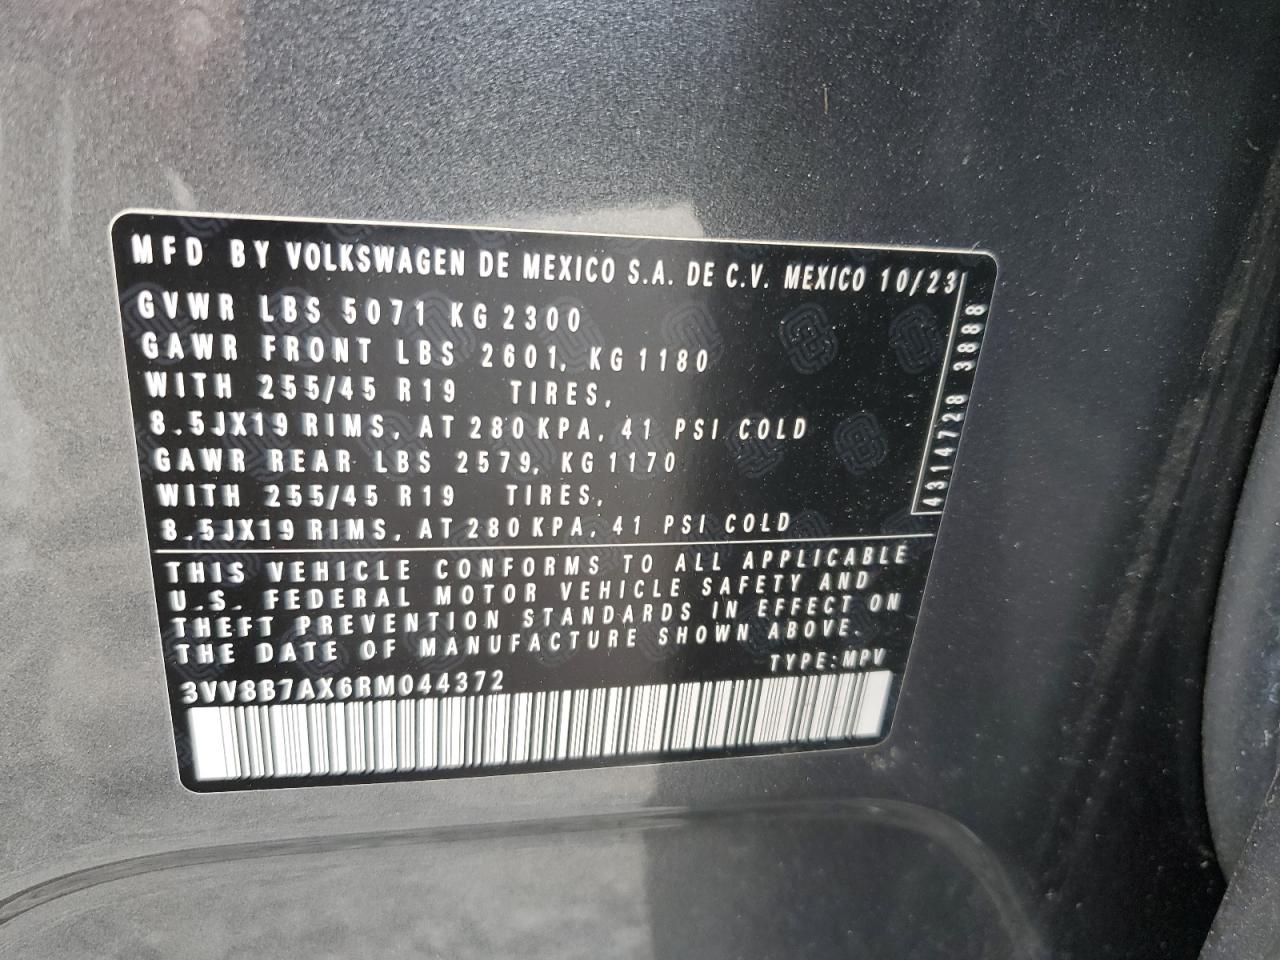 MFD BY VOLKSWAGEN DE MEXICO S.A. DE C.V. MEXICO 10/23
GVWR LBS 5071 KG 2300
GAWR FRONT LBS 2601, KG 1180
WITH 255/45 R19 TIRES,
8.5JX19 RIMS, AT 280 KPA, 41 PSI COLD
GAWR REAR LBS 2579, KG 1170
WITH 255/45 R19 TIRES,
8.5JX19 RIMS, AT 280 KPA, 41 PSI COLD
4314728 3888
THIS VEHICLE CONFORMS TO ALL APPLICABLE
U.S. FEDERAL MOTOR VEHICLE SAFETY AND
THEFT PREVENTION STANDARDS IN EFFECT ON
THE DATE OF MANUFACTURE SHOWN ABOVE.
TYPE: MPV
3VV8B7AX6RM044372